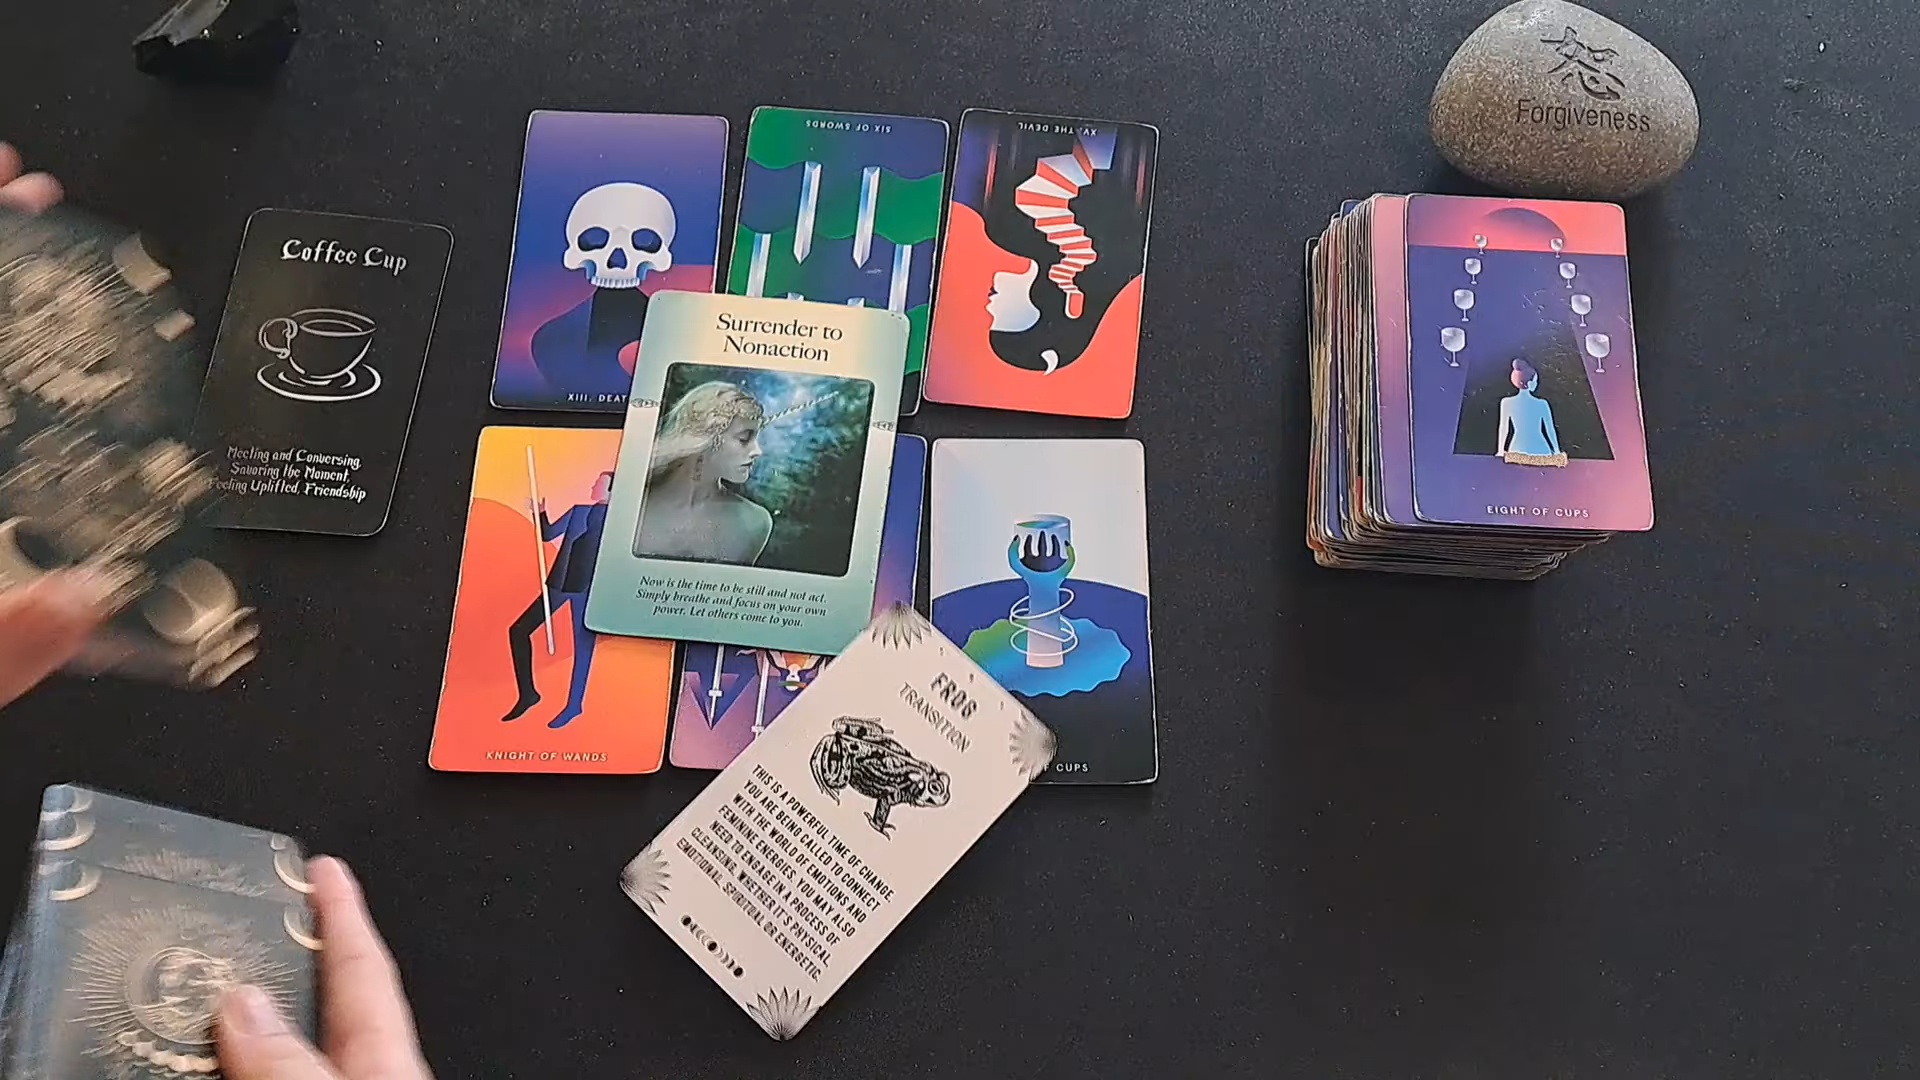 Forgiveness
SIX OF SWORDS
XV. THE DEVIL
XIII. DEAT
Coffee Cup
Meeting and Conversing,
Savoring the Moment,
Feeling Uplifted, Friendship
Surrender to
Nonaction
Now is the time to be still and not act.
Simply breathe and focus on your own
power. Let others come to you.
EIGHT OF CUPS
KNIGHT OF WANDS
F CUPS
FROG
TRANSITION
THIS IS A POWERFUL TIME OF CHANGE.
YOU ARE BEING CALLED TO CONNECT
WITH THE WORLD OF EMOTIONS AND
FEMININE ENERGIES. YOU MAY ALSO
NEED TO ENGAGE IN A PROCESS OF
CLEANSING, WHETHER IT'S PHYSICAL,
EMOTIONAL, SPIRITUAL OR ENERGETIC.